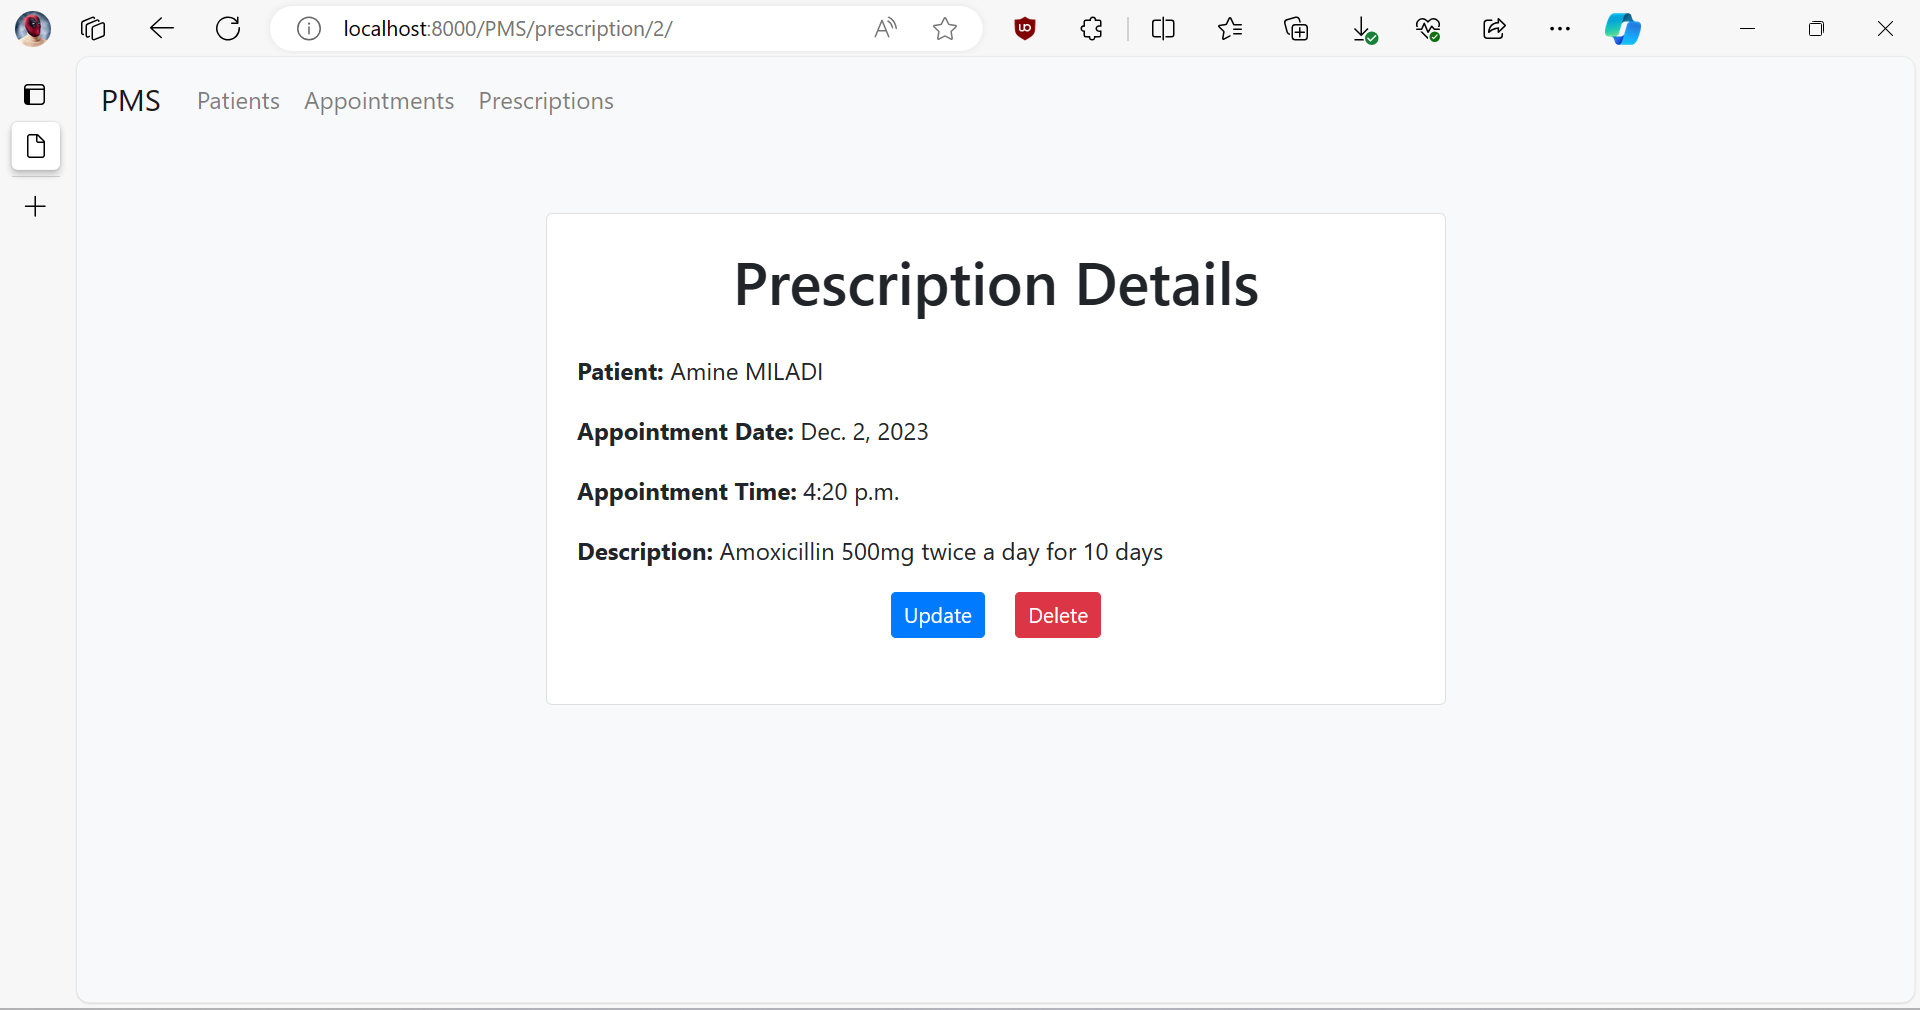 localhost:8000/PMS/prescription/2/
PMS Patients Appointments Prescriptions
Prescription Details
Patient: Amine MILADI
Appointment Date: Dec. 2, 2023
Appointment Time: 4:20 p.m.
Description: Amoxicillin 500mg twice a day for 10 days
Update Delete